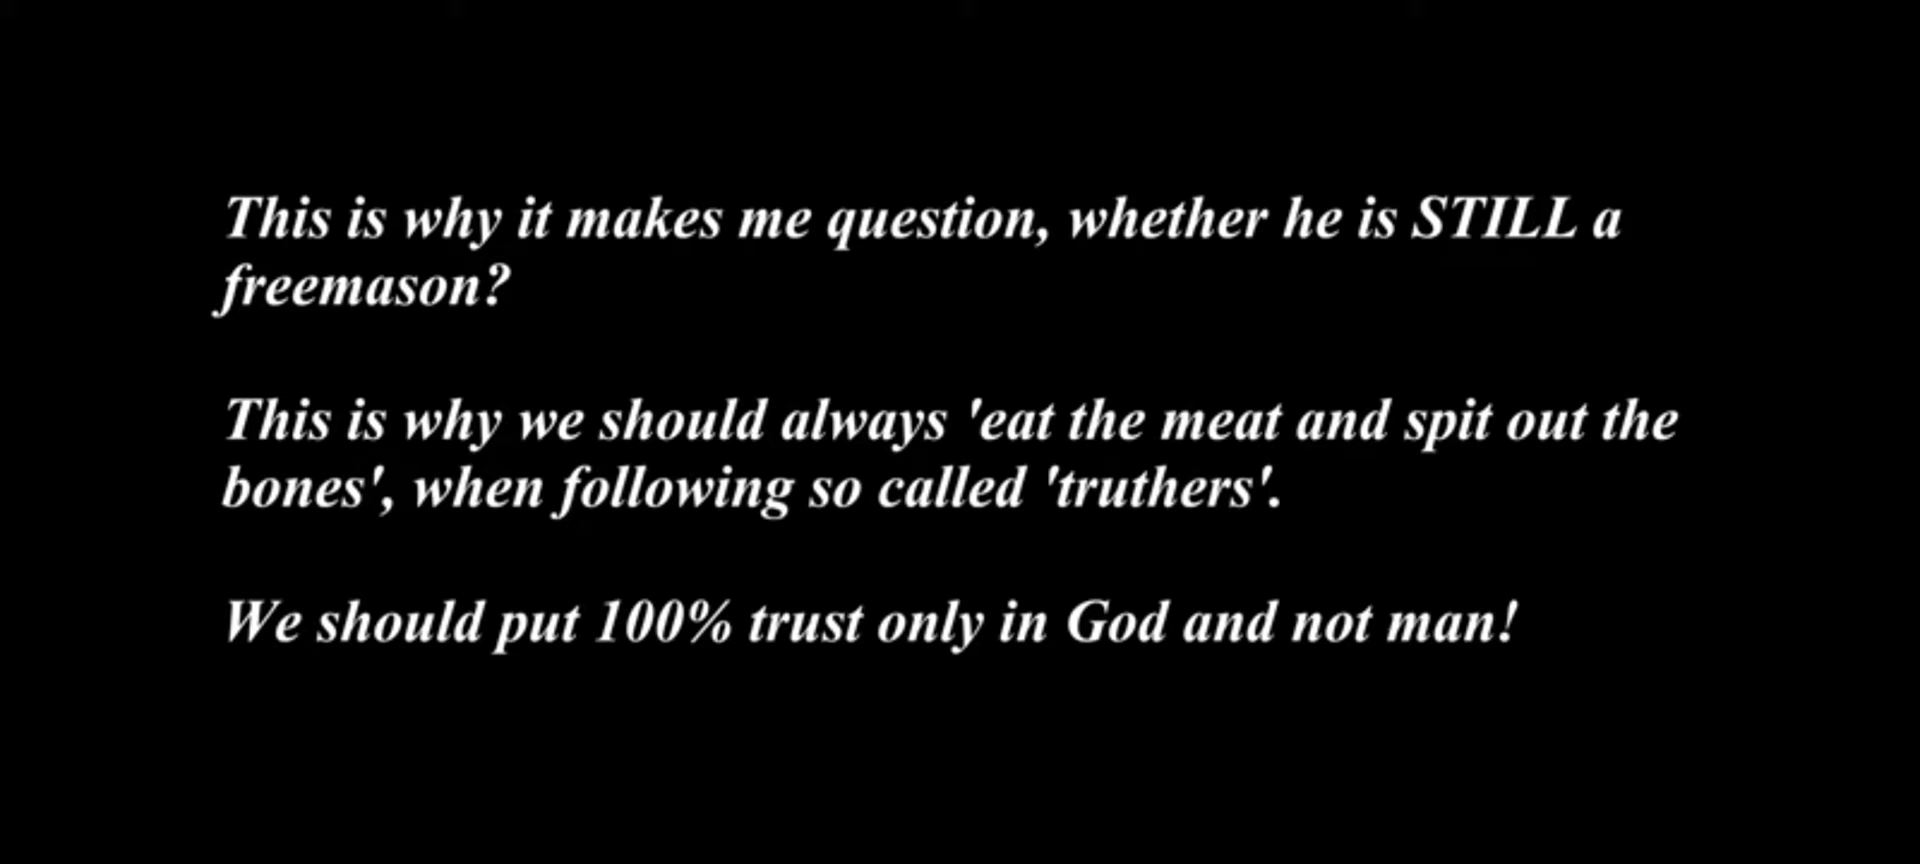 This is why it makes me question, whether he is STILL a
freemason?
This is why we should always 'eat the meat and spit out the
bones', when following so called 'truthers'.
We should put 100% trust only in God and not man!